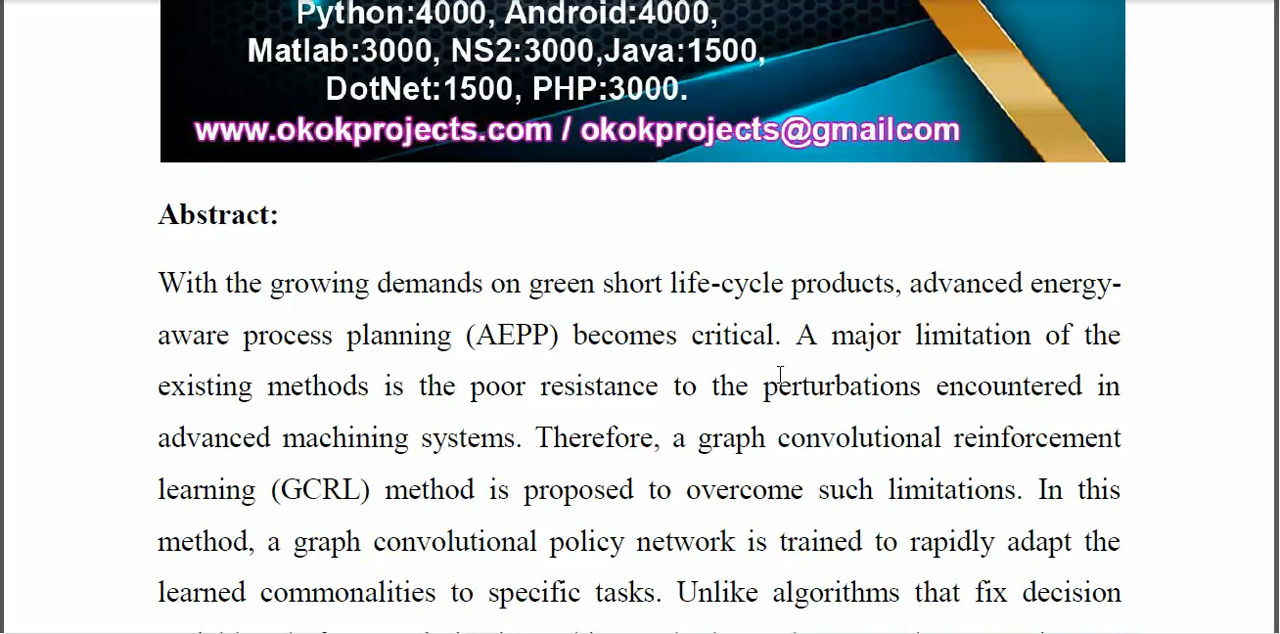 Python:4000, Android:4000,
Matlab:3000, NS2:3000,Java:1500,
DotNet:1500, PHP:3000.
www.okokprojects.com / okokprojects@gmailcom
Abstract:
With the growing demands on green short life-cycle products, advanced energy-
aware process planning (AEPP) becomes critical. A major limitation of the
existing methods is the poor resistance to the perturbations encountered in
advanced machining systems. Therefore, a graph convolutional reinforcement
learning (GCRL) method is proposed to overcome such limitations. In this
method, a graph convolutional policy network is trained to rapidly adapt the
learned commonalities to specific tasks. Unlike algorithms that fix decision